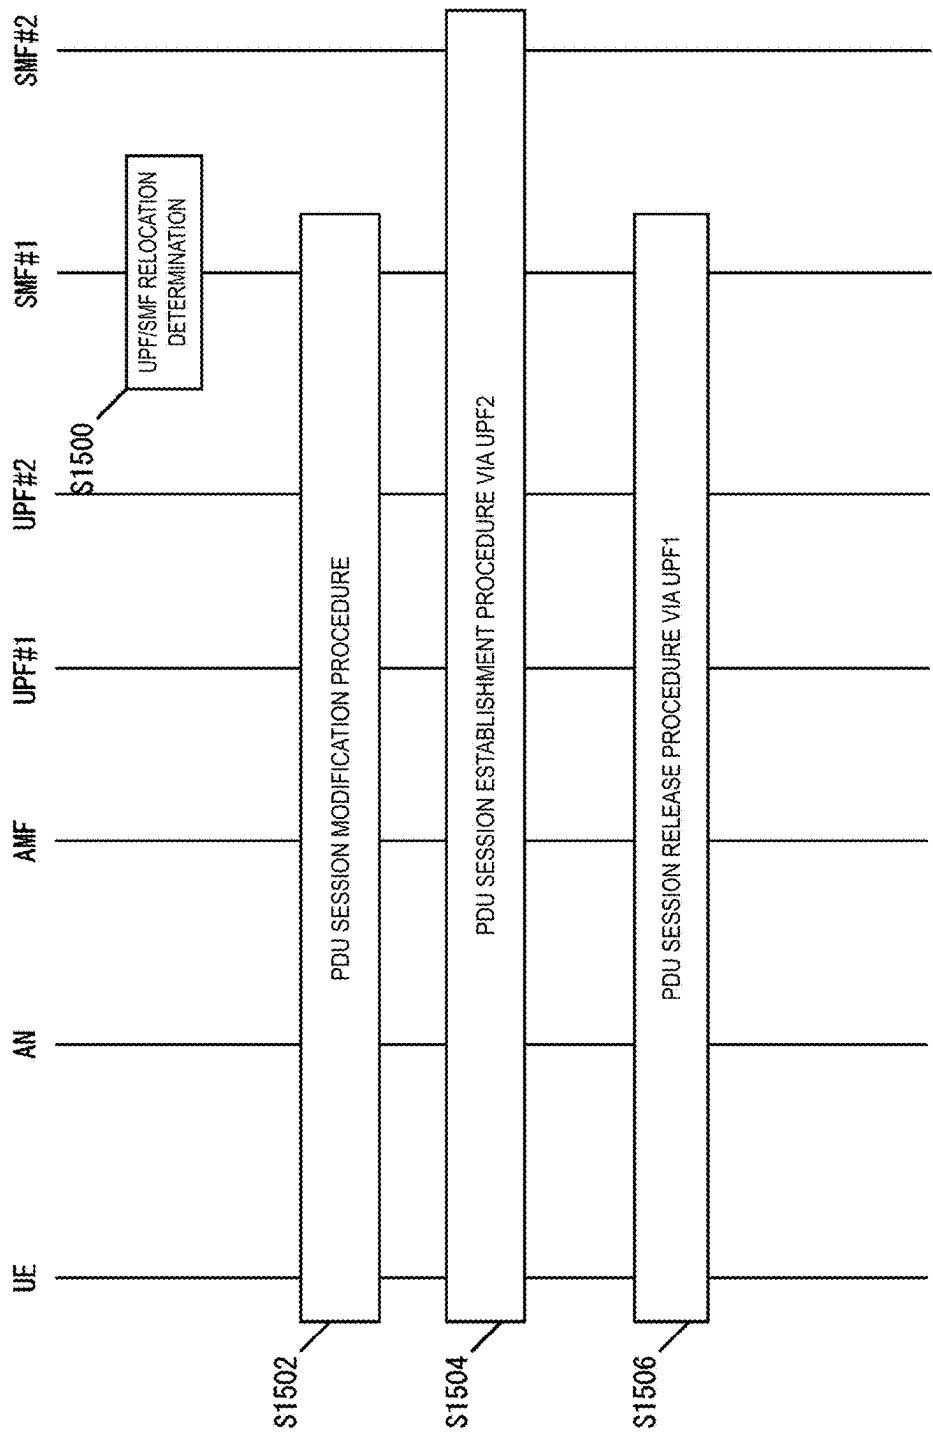 UE
AN
AMF
UPF#1
UPF#2
SMF#1
SMF#2
S1500
UPF/SMF RELOCATION
DETERMINATION
S1502
PDU SESSION MODIFICATION PROCEDURE
S1504
PDU SESSION ESTABLISHMENT PROCEDURE VIA UPF2
S1506
PDU SESSION RELEASE PROCEDURE VIA UPF1